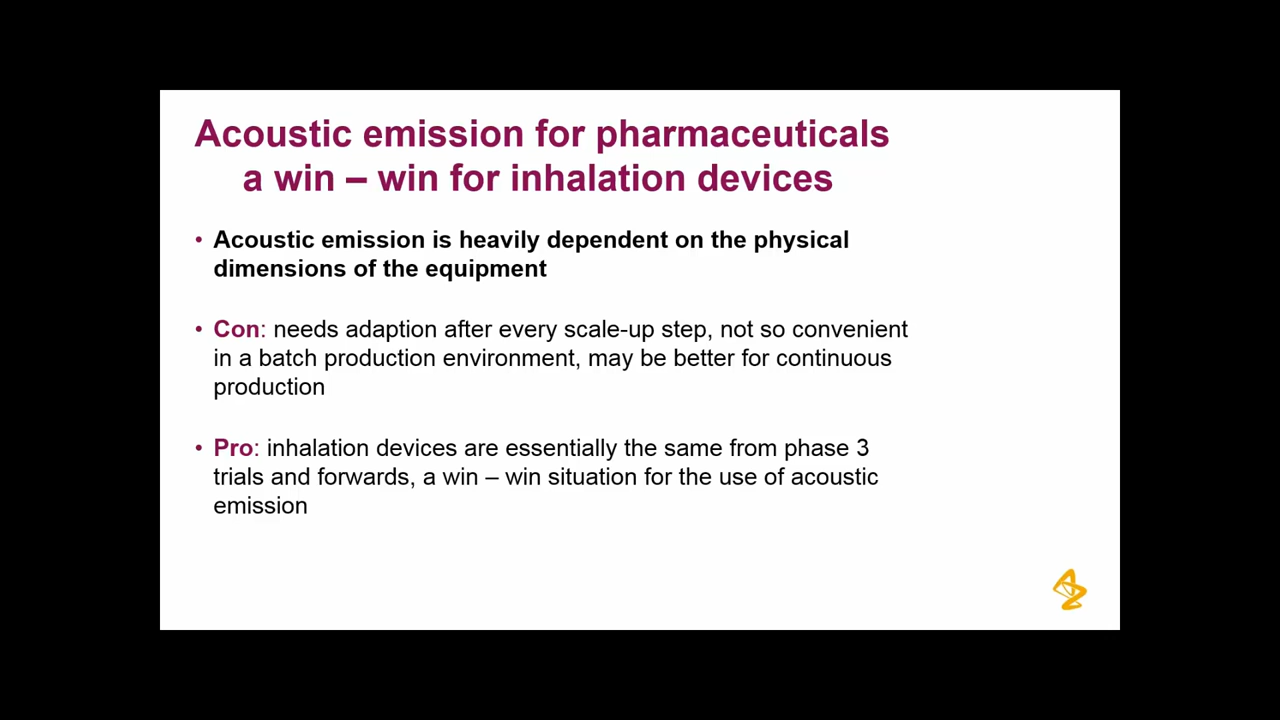 Acoustic emission for pharmaceuticals
a win – win for inhalation devices
• Acoustic emission is heavily dependent on the physical
dimensions of the equipment
• Con: needs adaption after every scale-up step, not so convenient
in a batch production environment, may be better for continuous
production
• Pro: inhalation devices are essentially the same from phase 3
trials and forwards, a win – win situation for the use of acoustic
emission